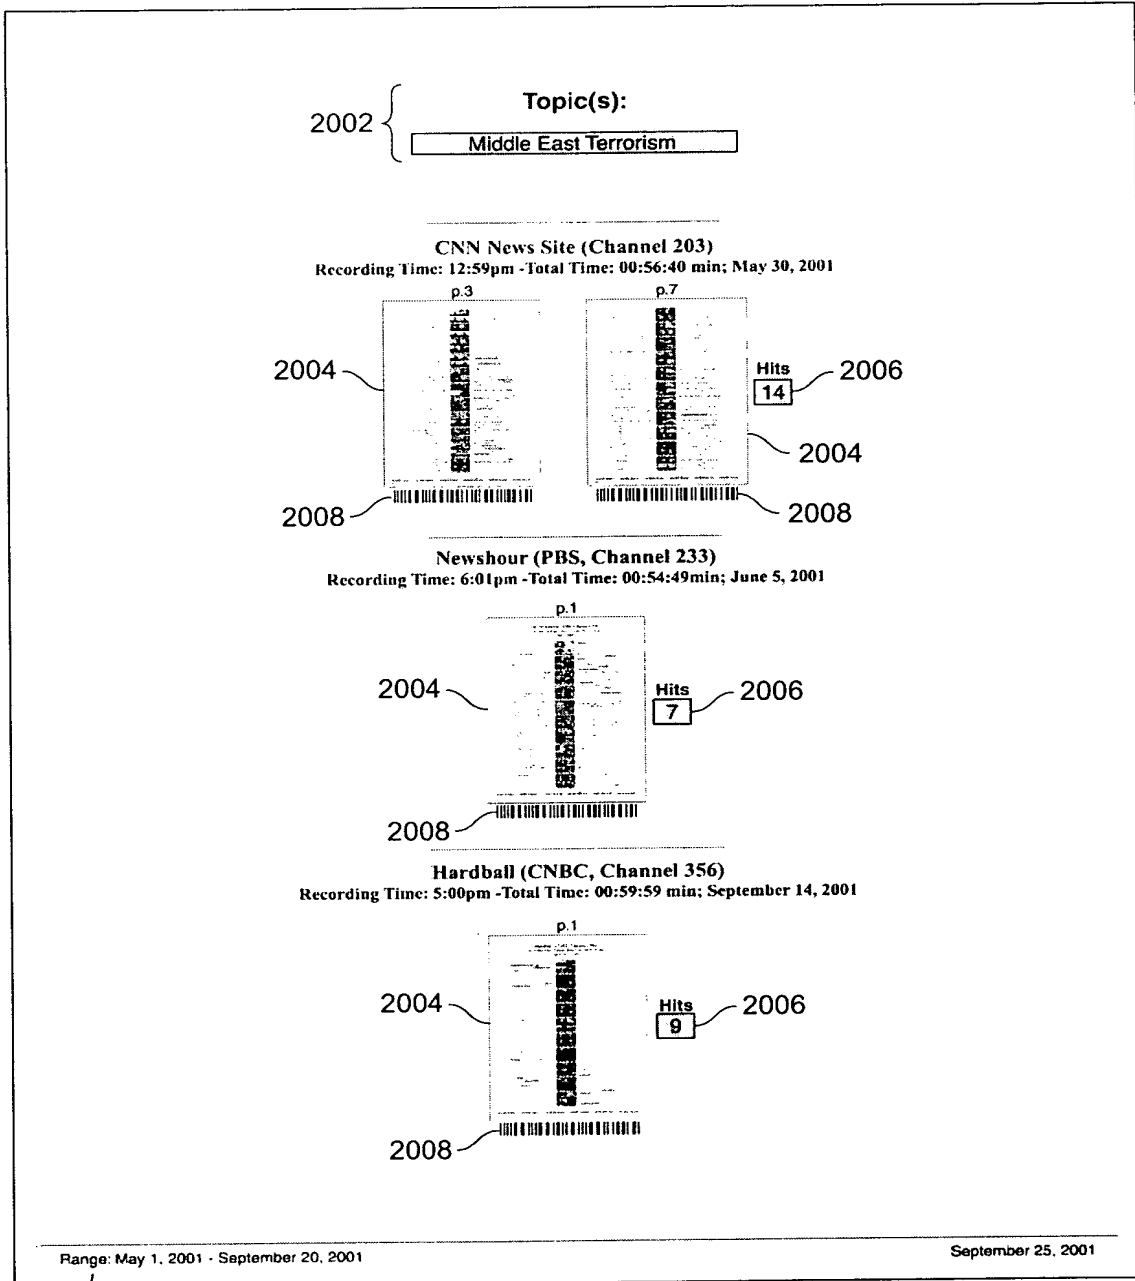 Topic(s):
2002
Middle East Terrorism
CNN News Site (Channel 203)
Recording Time: 12:59pm -Total Time: 00:56:40 min; May 30, 2001
p.3 p.7
2004
Hits
14
2006
2004
2008
2008
Newshour (PBS, Channel 233)
Recording Time: 6:01pm -Total Time: 00:54:49min; June 5, 2001
p.1
2004
Hits
7
2006
2008
Hardball (CNBC, Channel 356)
Recording Time: 5:00pm -Total Time: 00:59:59 min; September 14, 2001
p.1
2004
Hits
9
2006
2008
Range: May 1, 2001 - September 20, 2001
September 25, 2001